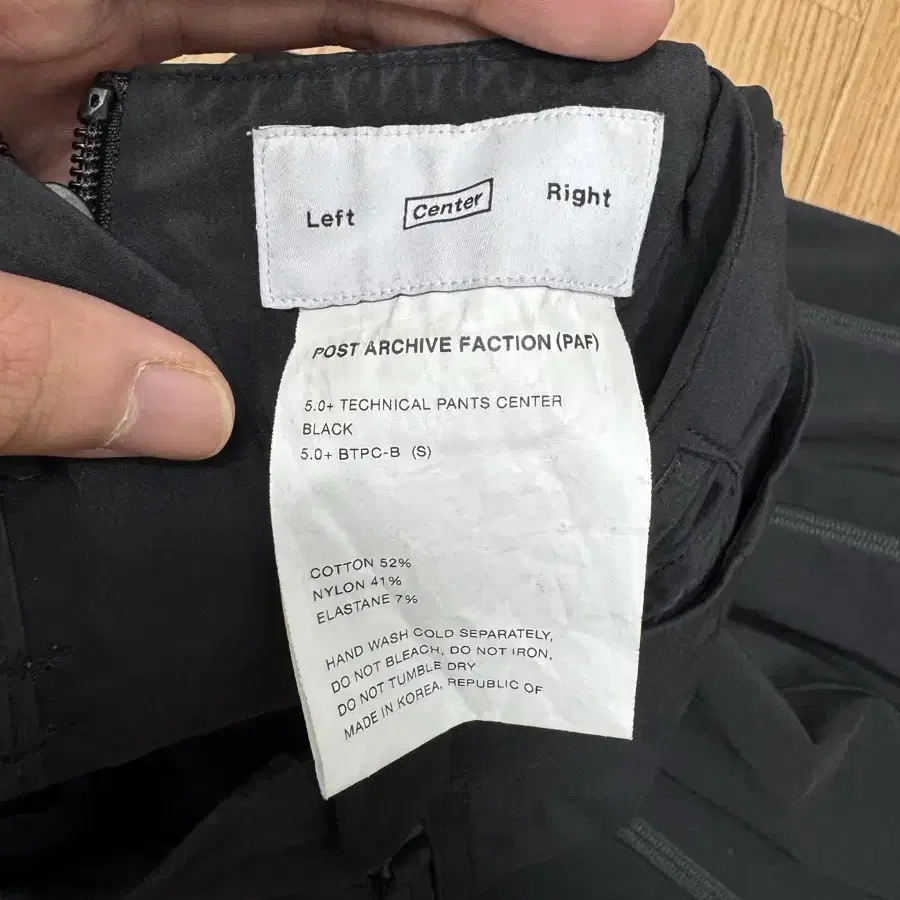 Left Center Right
POST ARCHIVE FACTION (PAF)
5.0+ TECHNICAL PANTS CENTER
BLACK
5.0+ BTPC-B (S)
COTTON 52%
NYLON 41%
ELASTANE 7%
HAND WASH COLD SEPARATELY,
DO NOT BLEACH, DO NOT IRON,
DO NOT TUMBLE DRY
MADE IN KOREA, REPUBLIC OF